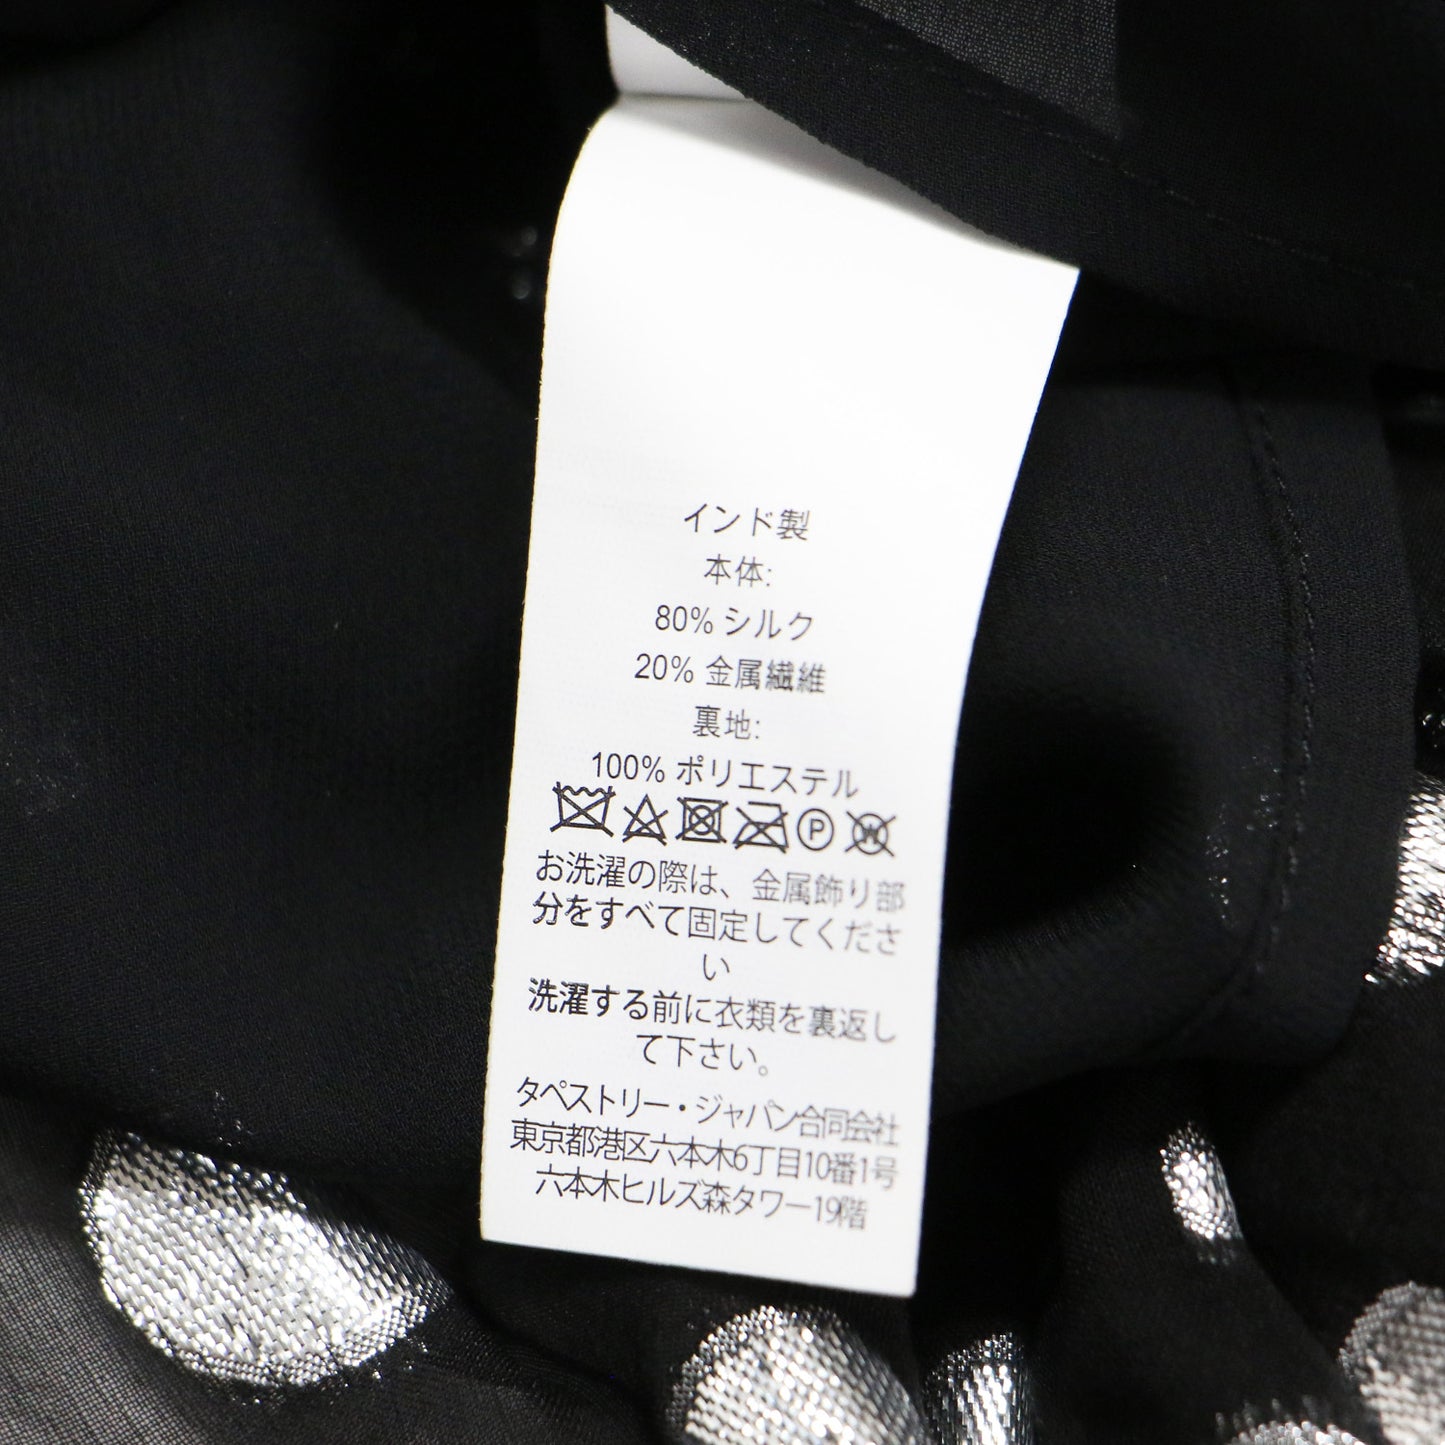 インド製
本体:
80% シルク
20% 金属繊維
裏地:
100% ポリエステル
P W
お洗濯の際は、金属飾り部
分をすべて固定してくださ
い
洗濯する前に衣類を裏返し
て下さい。
タペストリー・ジャパン合同会社
東京都港区六本木6丁目10番1号
六本木ヒルズ森タワー19階